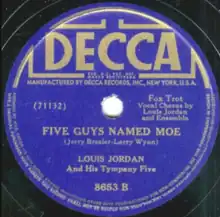 DECCA
MANUFACTURED BY DECCA RECORDS, INC., NEW YORK, U.S.A.
(71132)
Fox Trot
Vocal Chorus by
Louis Jordan
and Ensemble
FIVE GUYS NAMED MOE
(Jerry Bresler-Larry Wynn)
LOUIS JORDAN
And His Tympany Five
8653 B